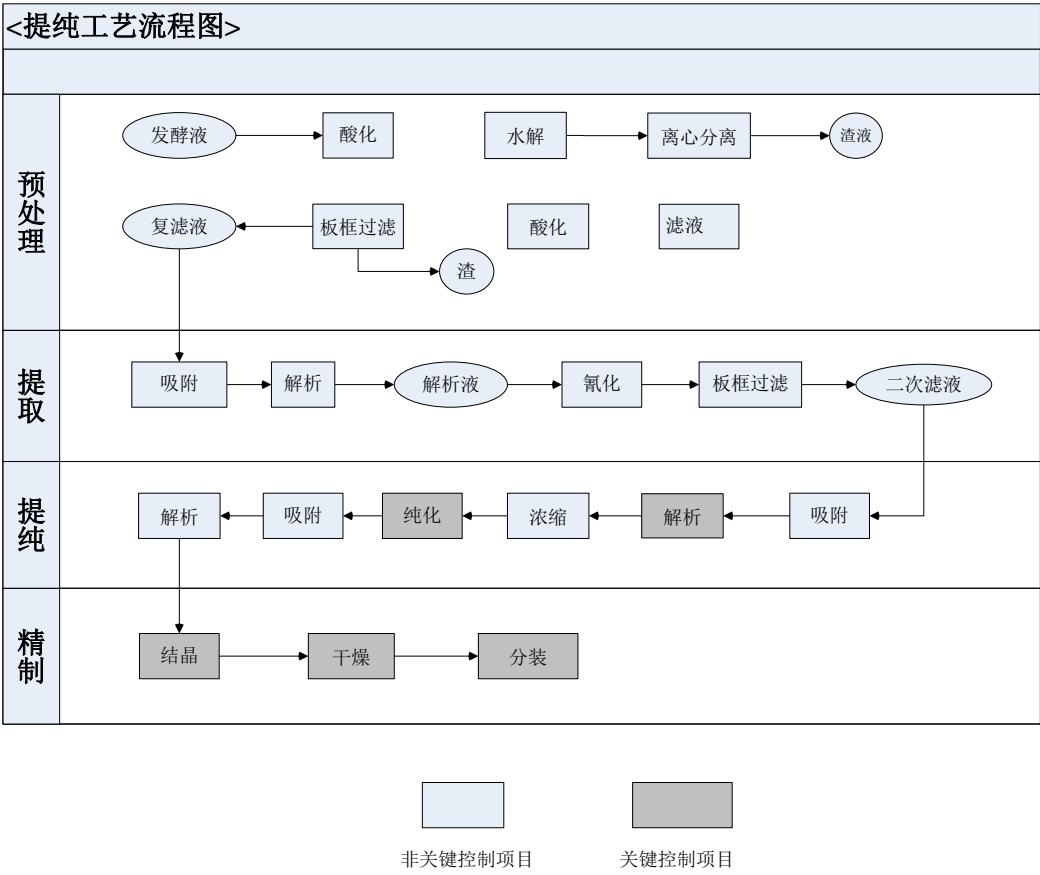 <提纯工艺流程图>
预处理
发酵液
酸化
水解
离心分离
渣液
复滤液
板框过滤
酸化
滤液
渣
提取
吸附
解析
解析液
氰化
板框过滤
二次滤液
提纯
解析
吸附
纯化
浓缩
解析
吸附
精制
结晶
干燥
分装
非关键控制项目
关键控制项目